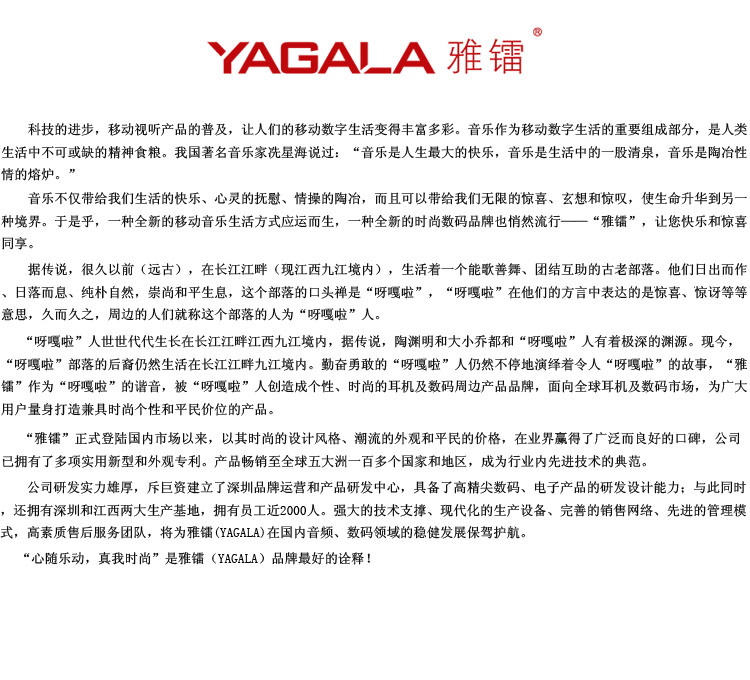 YAGALA 雅镭®
科技的进步，移动视听产品的普及，让人们的移动数字生活变得丰富多彩。音乐作为移动数字生活的重要组成部分，是人类
生活中不可或缺的精神食粮。我国著名音乐家冼星海说过：“音乐是人生最大的快乐，音乐是生活中的一股清泉，音乐是陶冶性
情的熔炉。”
音乐不仅带给我们生活的快乐、心灵的抚慰、情操的陶冶，而且可以带给我们无限的惊喜、玄想和惊叹，使生命升华到另一
种境界。于是乎，一种全新的移动音乐生活方式应运而生，一种全新的时尚数码品牌也悄然流行——“雅镭”，让您快乐和惊喜
同享。
据传说，很久以前（远古），在长江江畔（现江西九江境内），生活着一个能歌善舞、团结互助的古老部落。他们日出而作
、日落而息、纯朴自然，崇尚和平生息，这个部落的口头禅是“呀嘎啦”，“呀嘎啦”在他们的方言中表达的是惊喜、惊讶等等
意思，久而久之，周边的人们就称这个部落的人为“呀嘎啦”人。
“呀嘎啦”人世世代代生长在长江江畔江西九江境内，据传说，陶渊明和大小乔都和“呀嘎啦”人有着极深的渊源。现今，
“呀嘎啦”部落的后裔仍然生活在长江江畔九江境内。勤奋勇敢的“呀嘎啦”人仍然不停地演绎着令人“呀嘎啦”的故事，“雅
镭”作为“呀嘎啦”的谐音，被“呀嘎啦”人创造成个性、时尚的耳机及数码周边产品品牌，面向全球耳机及数码市场，为广大
用户量身打造兼具时尚个性和平民价位的产品。
“雅镭”正式登陆国内市场以来，以其时尚的设计风格、潮流的外观和平民的价格，在业界赢得了广泛而良好的口碑，公司
已拥有了多项实用新型和外观专利。产品畅销至全球五大洲一百多个国家和地区，成为行业内先进技术的典范。
公司研发实力雄厚，斥巨资建立了深圳品牌运营和产品研发中心，具备了高精尖数码、电子产品的研发设计能力；与此同时
，还拥有深圳和江西两大生产基地，拥有员工近2000人。强大的技术支撑、现代化的生产设备、完善的销售网络、先进的管理模
式，高素质售后服务团队，将为雅镭(YAGALA)在国内音频、数码领域的稳健发展保驾护航。
“心随乐动，真我时尚”是雅镭（YAGALA）品牌最好的诠释！